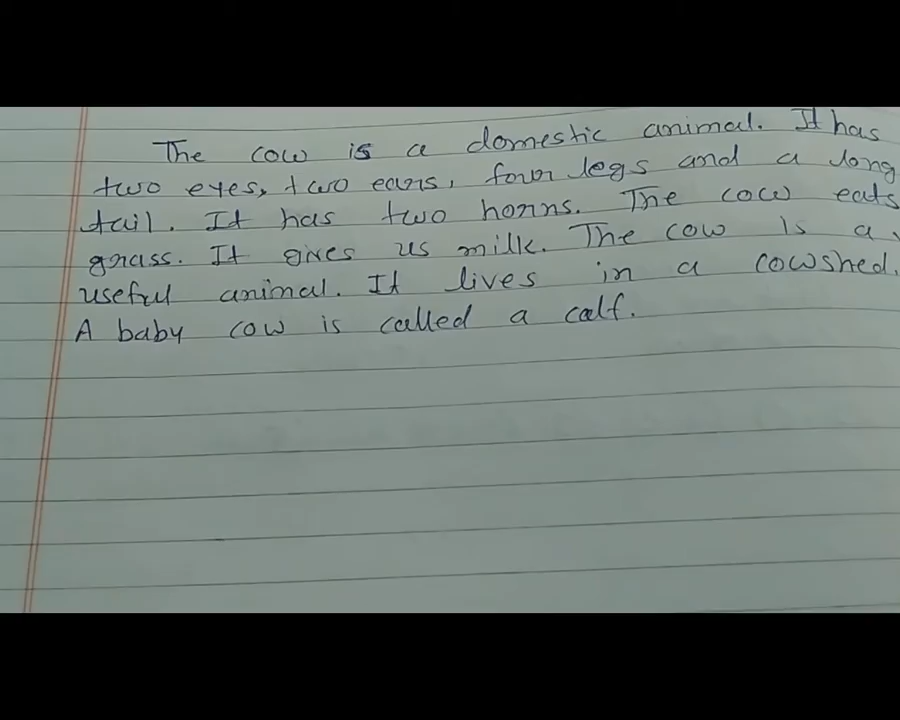 The cow is a domestic animal. It has
two eyes, two ears, four legs and a long
tail. It has two horns. The cow eats
grass. It gives us milk. The cow is a
useful animal. It lives in a cowshed.
A baby cow is called a calf.